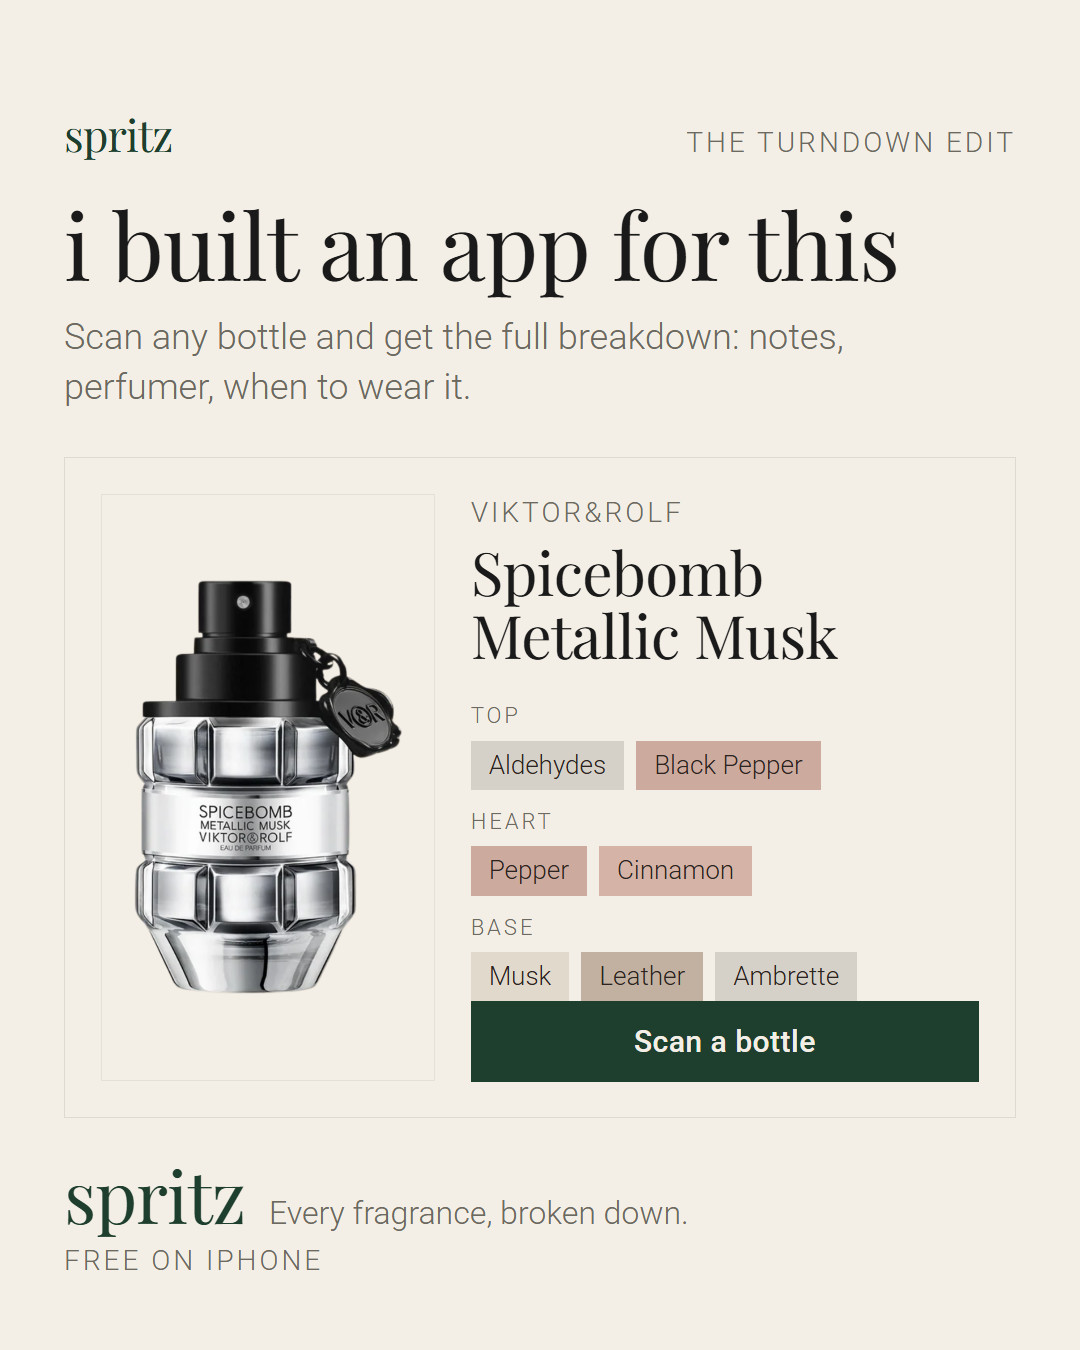 spritz
THE TURNDOWN EDIT
i built an app for this
Scan any bottle and get the full breakdown: notes,
perfumer, when to wear it.
VIKTOR&ROLF
Spicebomb
Metallic Musk
TOP
Aldehydes
Black Pepper
HEART
Pepper
Cinnamon
BASE
Musk
Leather
Ambrette
Scan a bottle
V&R
SPICEBOMB
METALLIC MUSK
VIKTOR&ROLF
EAU DE PARFUM
spritz
Every fragrance, broken down.
FREE ON IPHONE